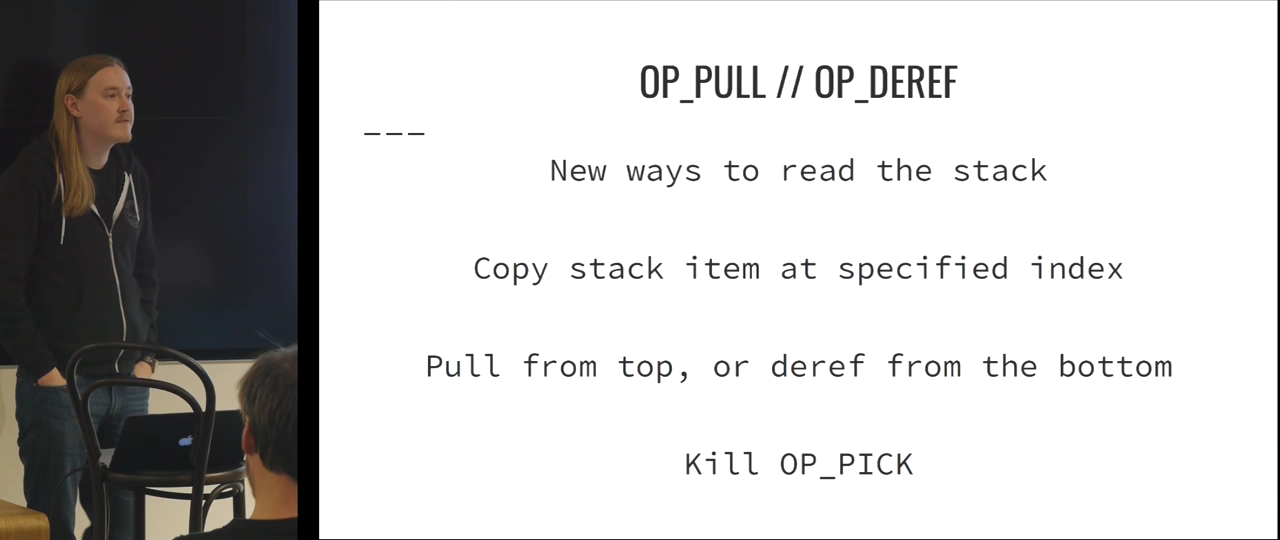 OP_PULL // OP_DEREF
---
New ways to read the stack
Copy stack item at specified index
Pull from top, or deref from the bottom
Kill OP_PICK